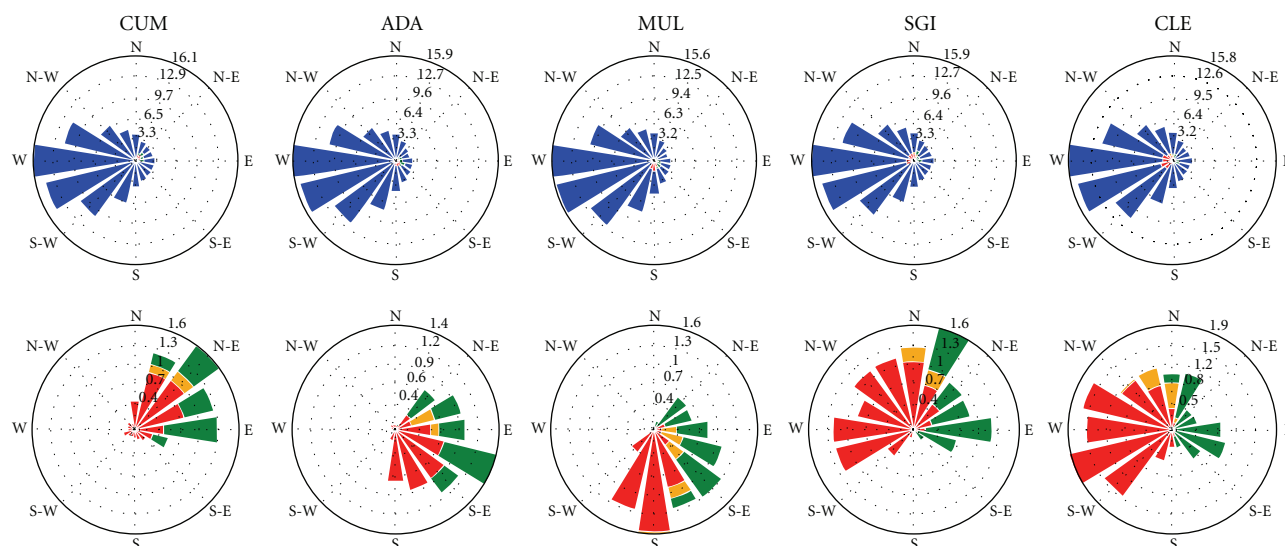 CUM ADA MUL SGI CLE
N N N N N
16.1 15.9 15.6 15.9 15.8
N-W 12.9 N-E N-W 12.7 N-E N-W 12.5 N-E N-W 12.7 N-E N-W 12.6 N-E
9.7 9.6 9.4 9.6 9.5
6.5 6.4 6.3 6.4 6.4
3.3 3.3 3.2 3.3 3.2
W E W E W E W E W
S-W S-E S-W S-E S-W S-E S-W S-E S-W S-E
S S S S S
N N N N N
1.6 1.4 1.6 1.6 1.9
N-W 1.3 N-E N-W 1.2 N-E N-W 1.3 N-E N-W 1.3 N-E N-W 1.5 N-E
1 0.9 1 1 1.2
0.7 0.6 0.7 0.7 0.8
0.4 0.4 0.4 0.4 0.5
W E W E W E W E W
S-W S-E S-W S-E S-W S-E S-W S-E S-W S-E
S S S S S